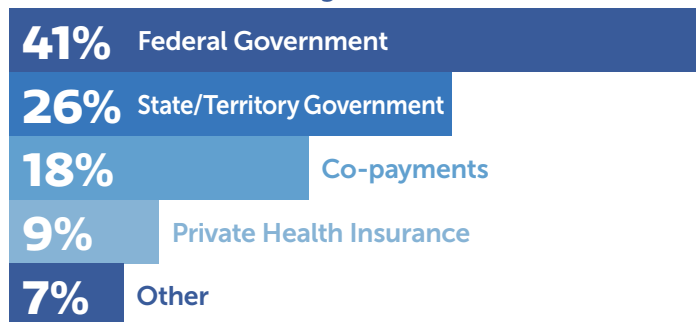 41% Federal Government
26% State/Territory Government
18% Co-payments
9% Private Health Insurance
7% Other